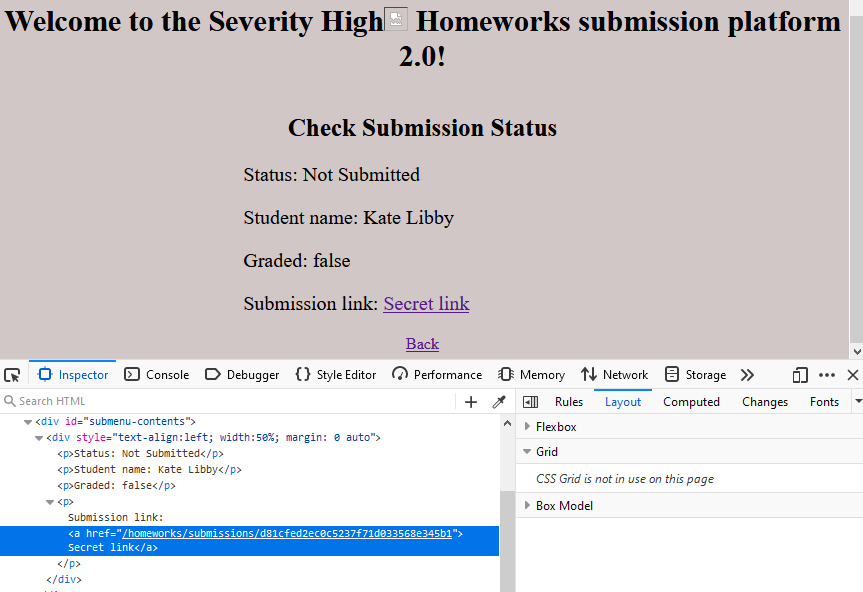 Welcome to the Severity High Homeworks submission platform
2.0!
Check Submission Status
Status: Not Submitted
Student name: Kate Libby
Graded: false
Submission link: Secret link
Back
Inspector Console Debugger Style Editor Performance Memory Network Storage
Search HTML
Rules Layout Computed Changes Fonts
<div id="submenu-contents">
<div style="text-align:left; width:50%; margin: 0 auto">
<p>Status: Not Submitted</p>
<p>Student name: Kate Libby</p>
<p>Graded: false</p>
<p>
Submission link:
<a href="/homeworks/submissions/d81cfed2ec0c5237f71d033568e345b1">
Secret link</a>
</p>
</div>
Flexbox
Grid
CSS Grid is not in use on this page
Box Model